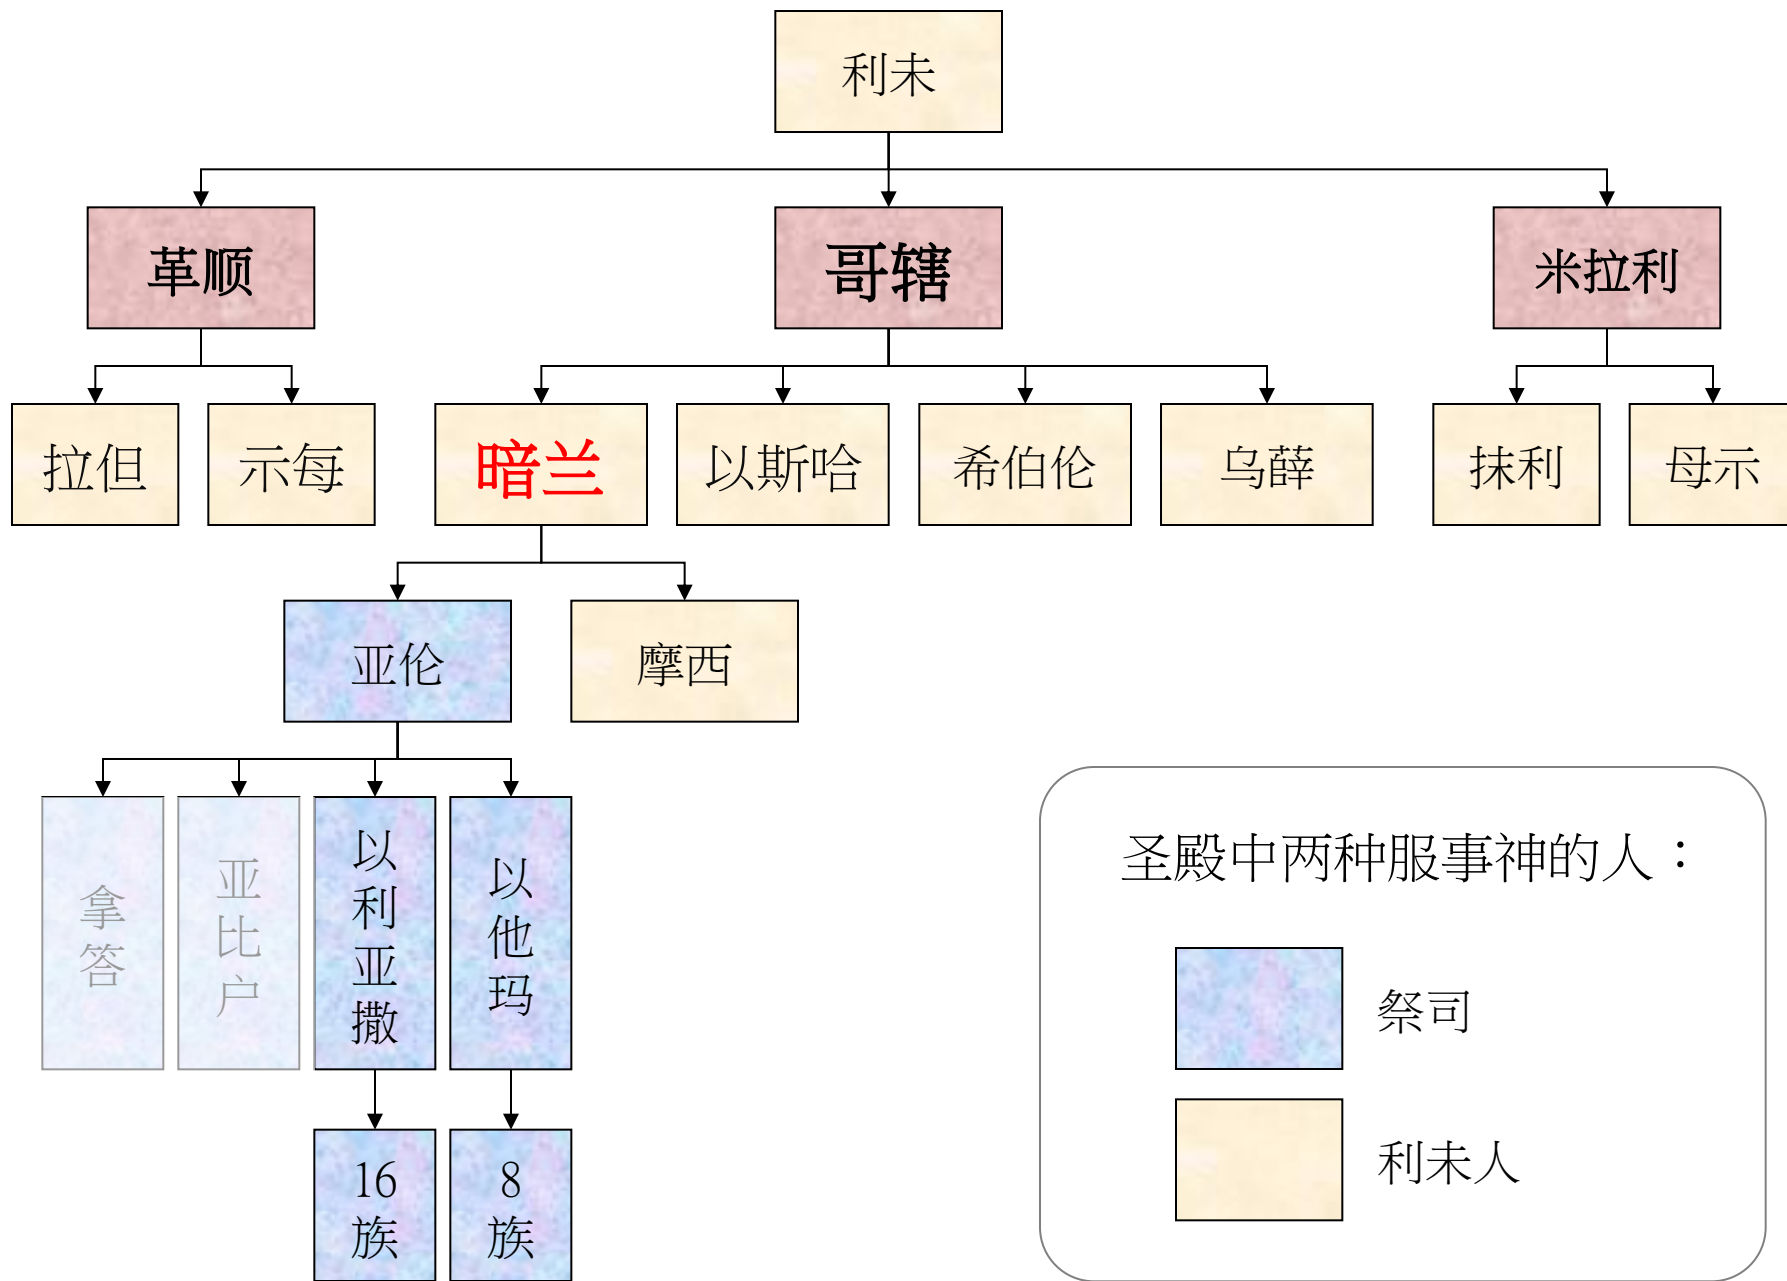 利未
革顺
哥辖
米拉利
拉但
示每
暗兰
以斯哈
希伯伦
乌薛
抹利
母示
亚伦
摩西
拿答
亚比户
以利亚撒
以他玛
16族
8族
圣殿中两种服事神的人：
祭司
利未人